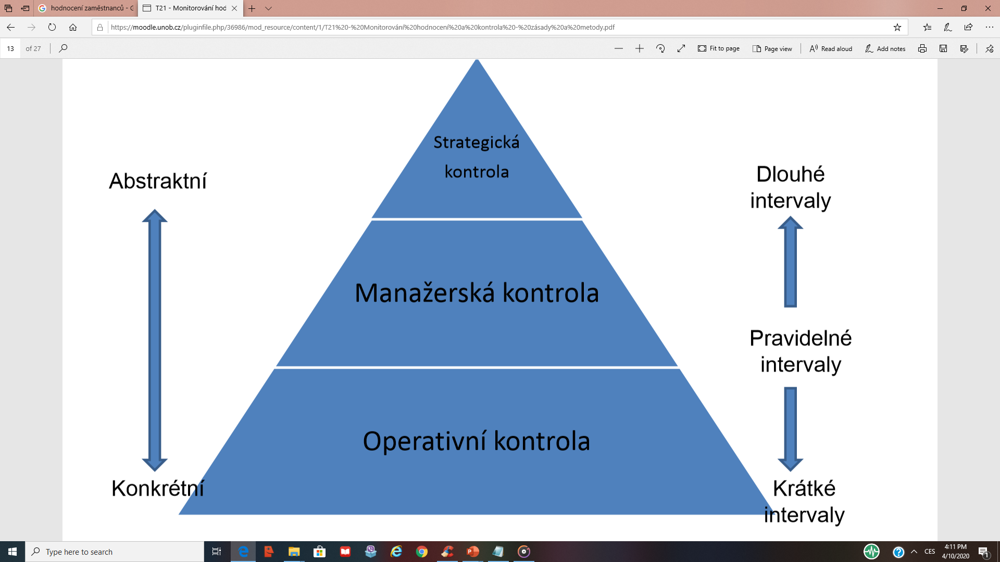 hodnocení zaměstnanců - G
T21 - Monitorování hod
https://moodle.unob.cz/pluginfile.php/36986/mod_resource/content/1/T21%20-%20Monitorování%20hodnocení%20a%20kontrola%20-%20zásady%20a%20metody.pdf
13 of 27
Fit to page
Page view
Read aloud
Add notes
Strategická
kontrola
Abstraktní
Dlouhé
intervaly
Manažerská kontrola
Pravidelné
intervaly
Operativní kontrola
Konkrétní
Krátké
intervaly
Type here to search
CES
4:11 PM
4/10/2020
1